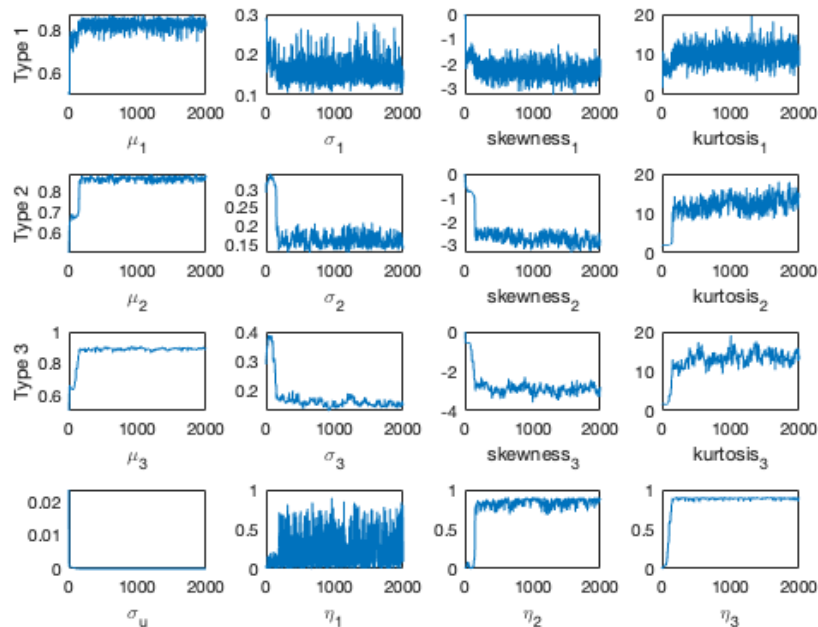 Type 1
0.8
0.6
0 1000 2000
μ₁
0.3
0.2
0.1
0 1000 2000
σ₁
0
-1
-2
-3
0 1000 2000
skewness₁
20
10
0
0 1000 2000
kurtosis₁
Type 2
0.8
0.7
0.6
0 1000 2000
μ₂
0.3
0.25
0.2
0.15
0 1000 2000
σ₂
0
-1
-2
-3
0 1000 2000
skewness₂
20
10
0
0 1000 2000
kurtosis₂
Type 3
1
0.8
0.6
0 1000 2000
μ₃
0.4
0.3
0.2
0 1000 2000
σ₃
0
-2
-4
0 1000 2000
skewness₃
20
10
0
0 1000 2000
kurtosis₃
0.02
0.01
0
0 1000 2000
σᵤ
1
0.5
0
0 1000 2000
η₁
1
0.5
0
0 1000 2000
η₂
1
0.5
0
0 1000 2000
η₃